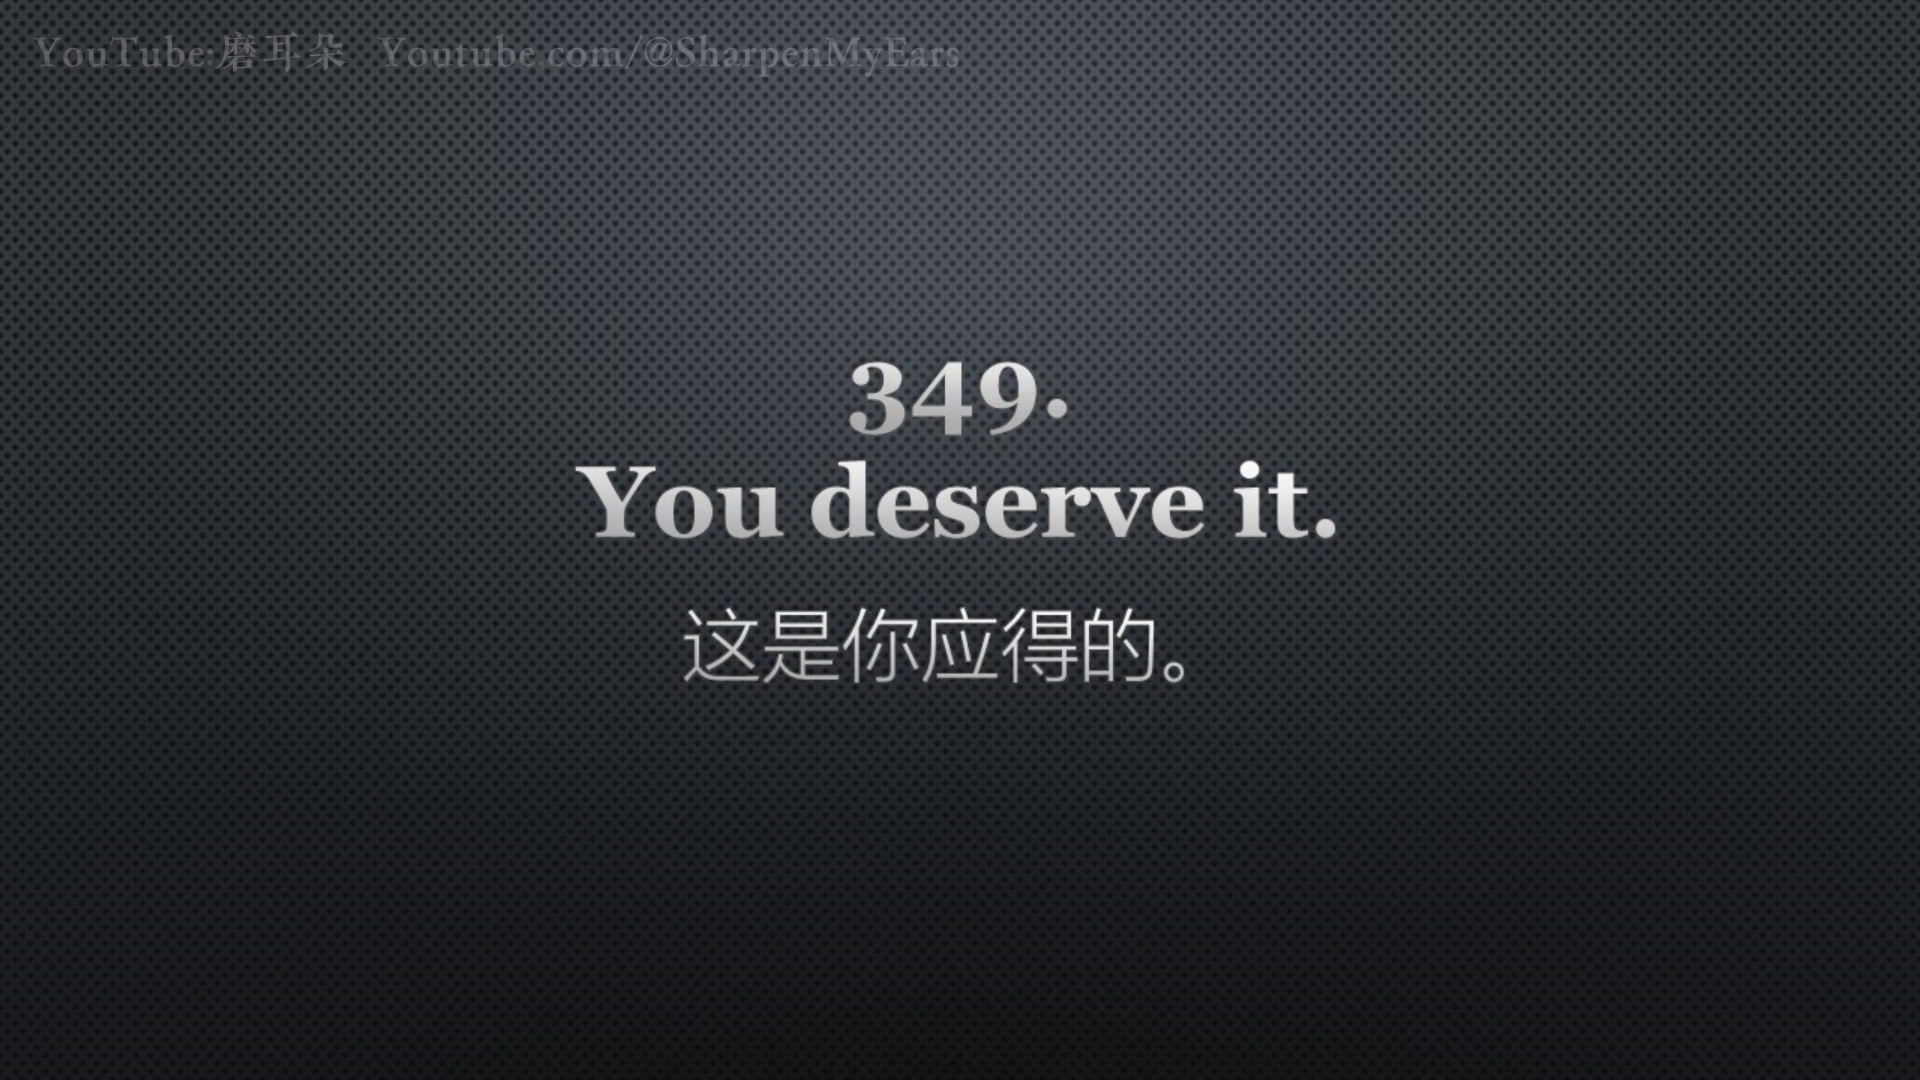 YouTube:磨耳朵 Youtube.com/@SharpenMyEars
349.
You deserve it.
这是你应得的。